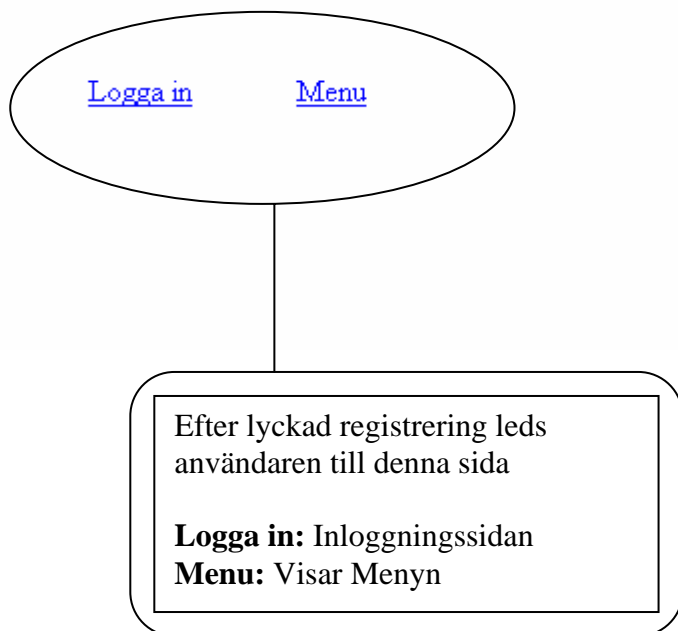 Logga in Menu
Efter lyckad registrering leds
användaren till denna sida
Logga in: Inloggningssidan
Menu: Visar Menyn